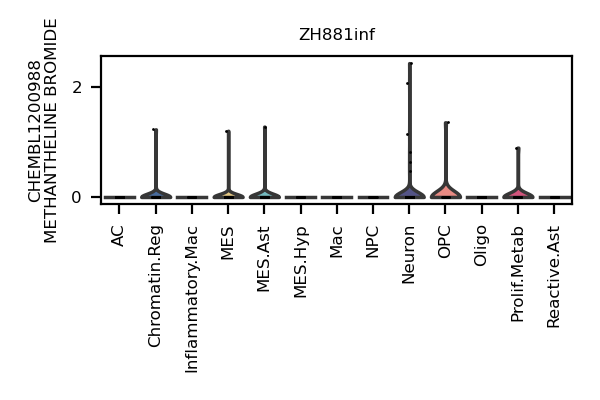 ZH881inf
CHEMBL1200988
METHANTHELINE BROMIDE
2
0
AC
Chromatin.Reg
Inflammatory.Mac
MES
MES.Ast
MES.Hyp
Mac
NPC
Neuron
OPC
Oligo
Prolif.Metab
Reactive.Ast